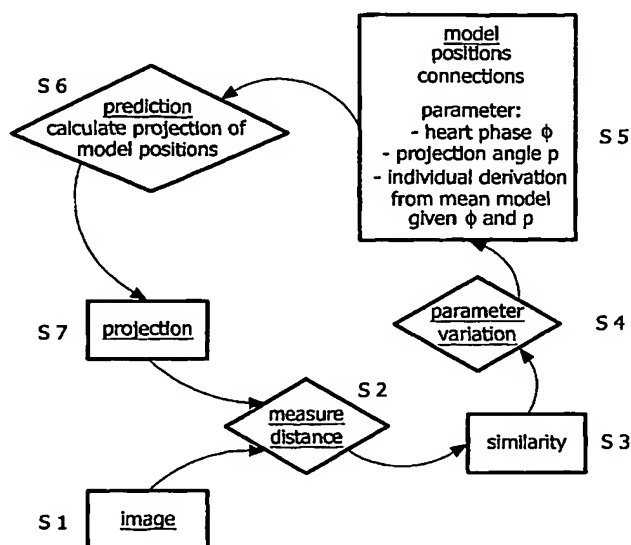 model
positions
connections
parameter:
- heart phase ϕ
- projection angle p
- individual derivation
from mean model
given ϕ and p
S 5
S 6
prediction
calculate projection of
model positions
S 7
projection
parameter
variation
S 4
S 2
measure
distance
similarity
S 3
S 1
image